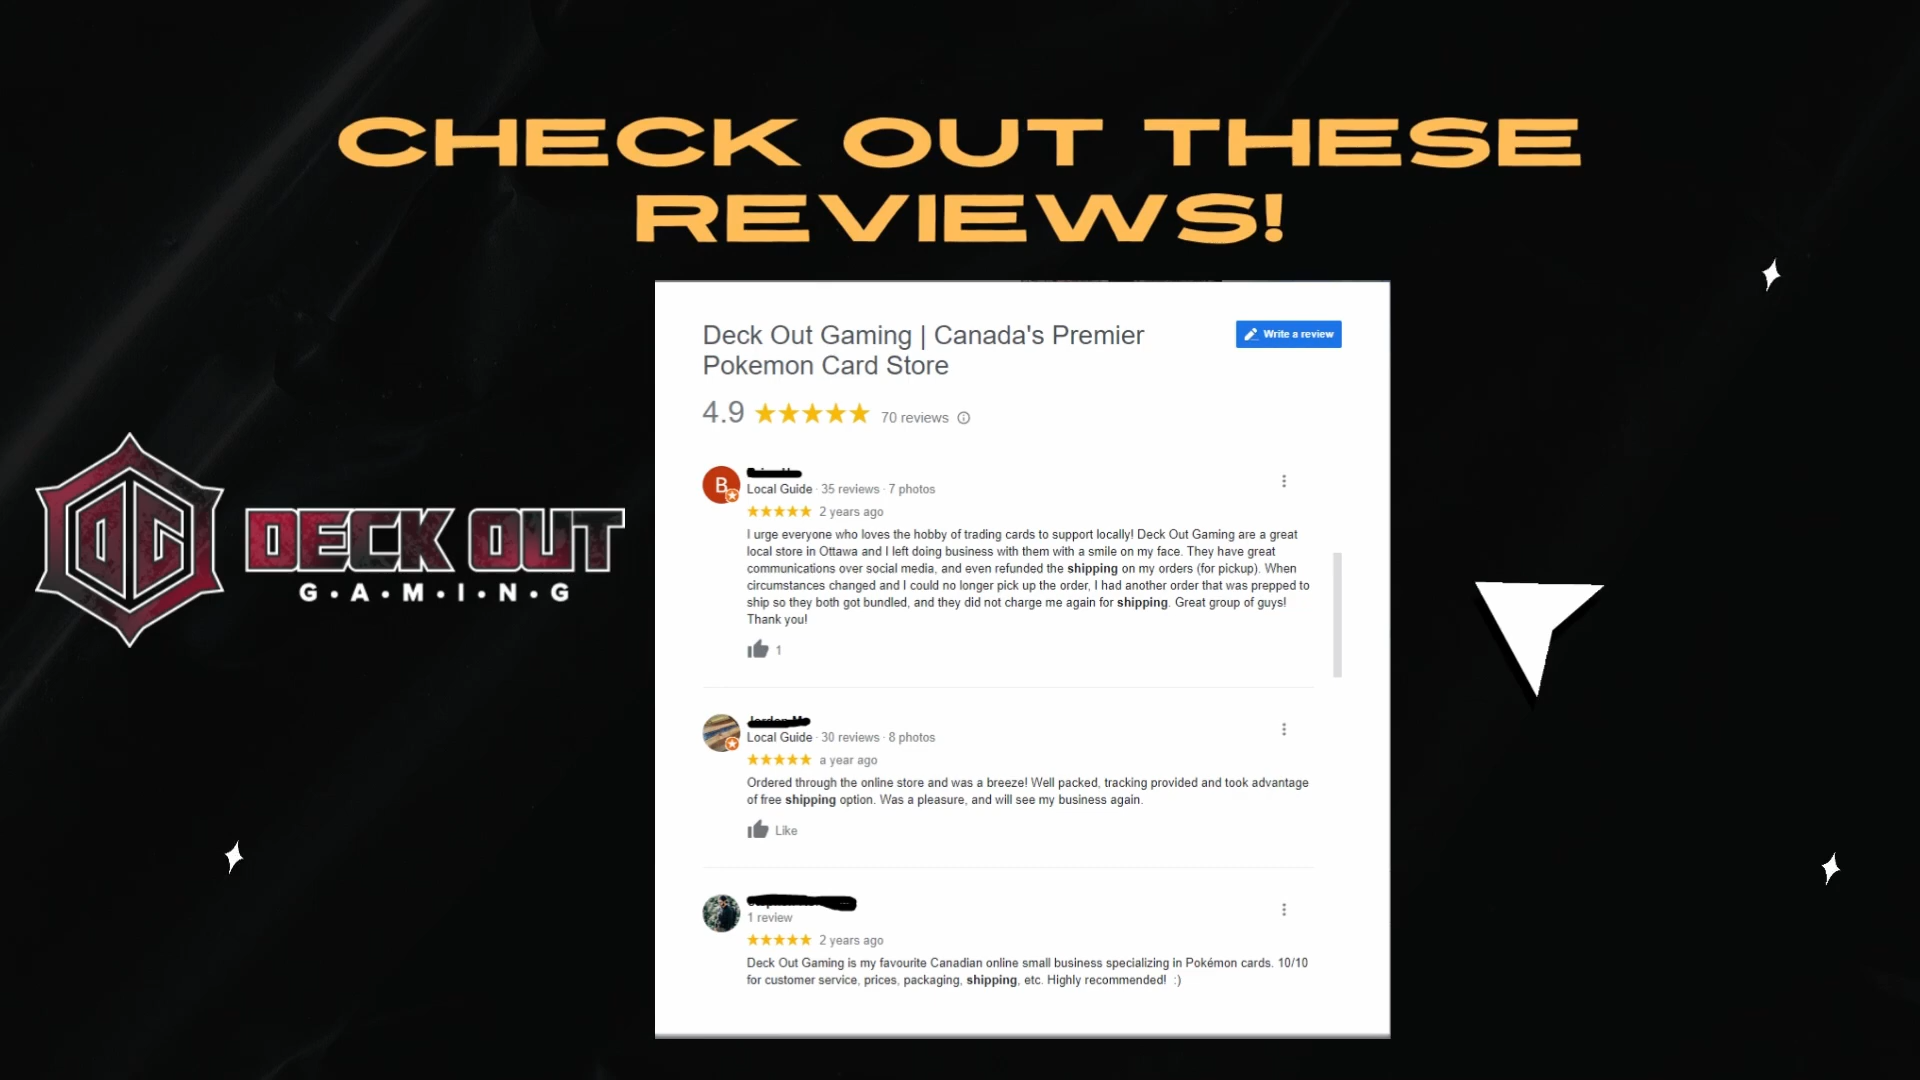 CHECK OUT THESE
REVIEWS!
Deck Out Gaming | Canada's Premier
Pokemon Card Store
Write a review
4.9
70 reviews
B
Local Guide · 35 reviews · 7 photos
2 years ago
I urge everyone who loves the hobby of trading cards to support locally! Deck Out Gaming are a great
local store in Ottawa and I left doing business with them with a smile on my face. They have great
communications over social media, and even refunded the shipping on my orders (for pickup). When
circumstances changed and I could no longer pick up the order, I had another order that was prepped to
ship so they both got bundled, and they did not charge me again for shipping. Great group of guys!
Thank you!
1
Local Guide · 30 reviews · 8 photos
a year ago
Ordered through the online store and was a breeze! Well packed, tracking provided and took advantage
of free shipping option. Was a pleasure, and will see my business again.
Like
1 review
2 years ago
Deck Out Gaming is my favourite Canadian online small business specializing in Pokémon cards. 10/10
for customer service, prices, packaging, shipping, etc. Highly recommended! :)
DG
DECK OUT
G·A·M·I·N·G